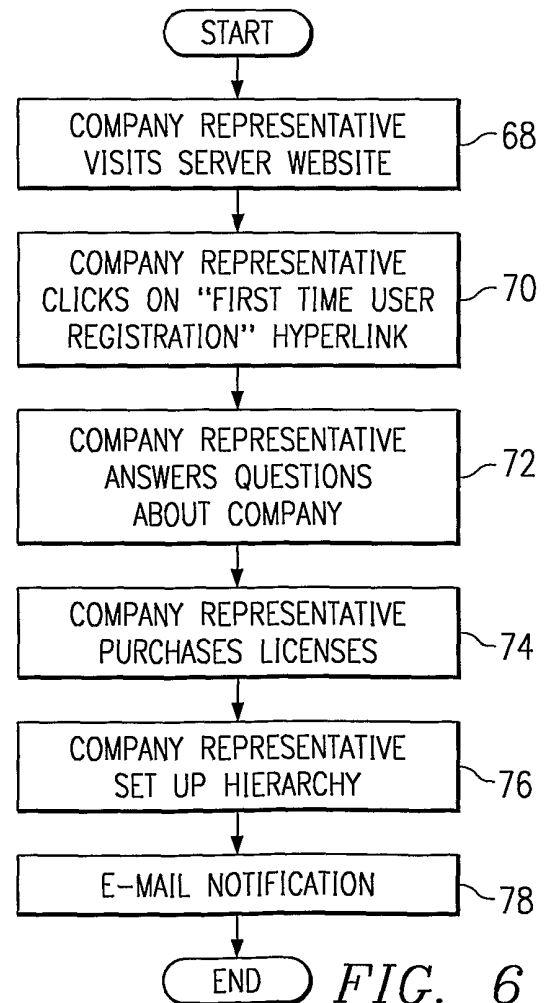 START
COMPANY REPRESENTATIVE
VISITS SERVER WEBSITE
68
COMPANY REPRESENTATIVE
CLICKS ON "FIRST TIME USER
REGISTRATION" HYPERLINK
70
COMPANY REPRESENTATIVE
ANSWERS QUESTIONS
ABOUT COMPANY
72
COMPANY REPRESENTATIVE
PURCHASES LICENSES
74
COMPANY REPRESENTATIVE
SET UP HIERARCHY
76
E-MAIL NOTIFICATION
78
END
FIG. 6